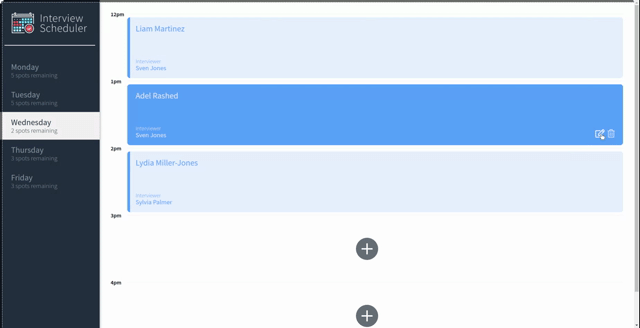 Interview
Scheduler
Monday
5 spots remaining
Tuesday
5 spots remaining
Wednesday
2 spots remaining
Thursday
3 spots remaining
Friday
3 spots remaining
12pm
Liam Martinez
Interviewer
Sven Jones
1pm
Adel Rashed
Interviewer
Sven Jones
2pm
Lydia Miller-Jones
Interviewer
Sylvia Palmer
3pm
4pm